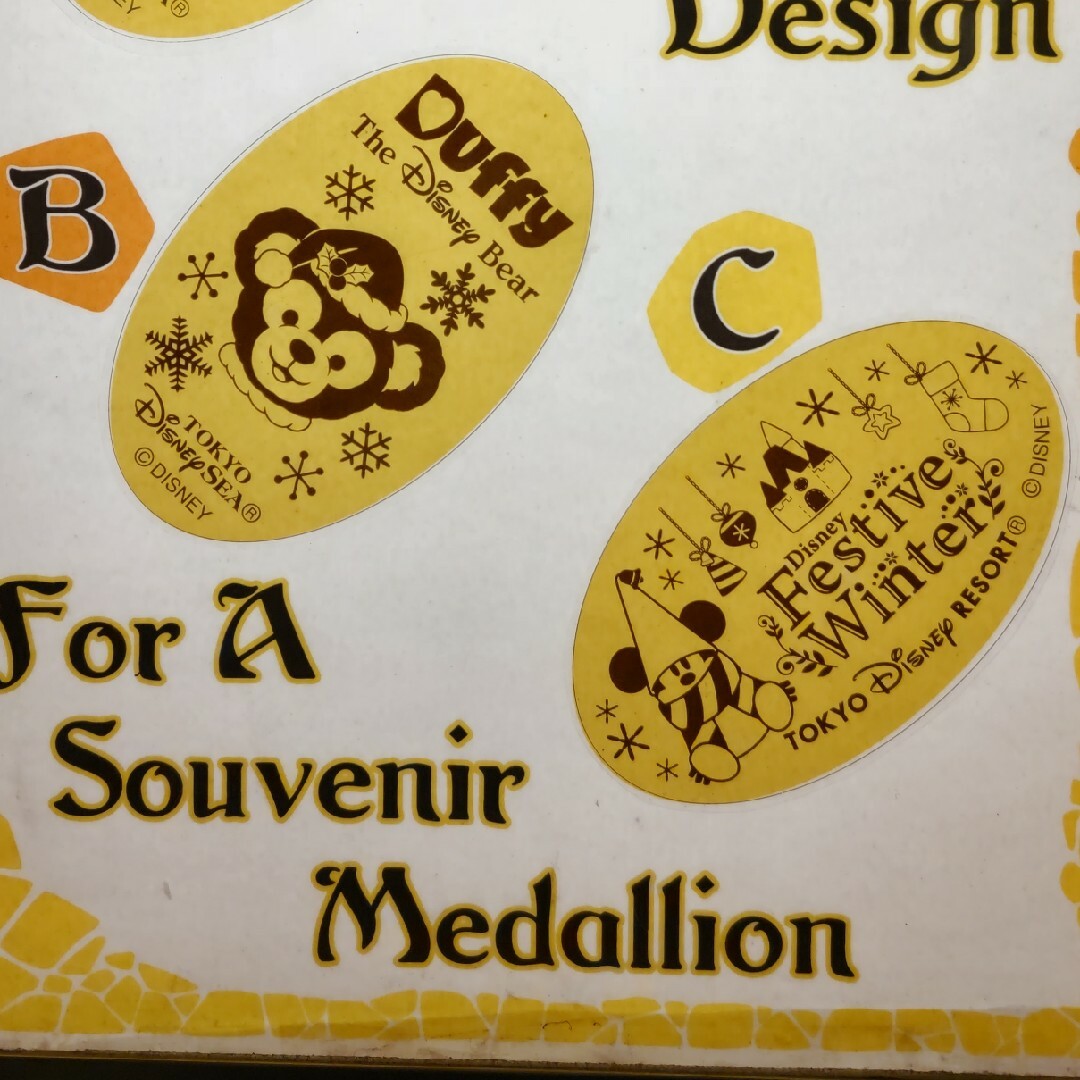 Design
B
Duffy
The Disney Bear
TOKYO
DisneySEA®
©DISNEY
C
Disney
Festive
Winter
TOKYO Disney RESORT®
©DISNEY
For A
Souvenir
Medallion